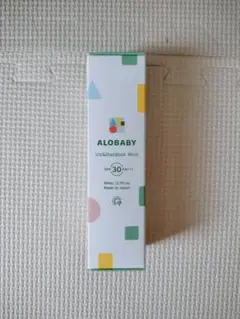 ALOBABY
UV&Outdoor Mist
SPF 30 PA++
Made in Japan